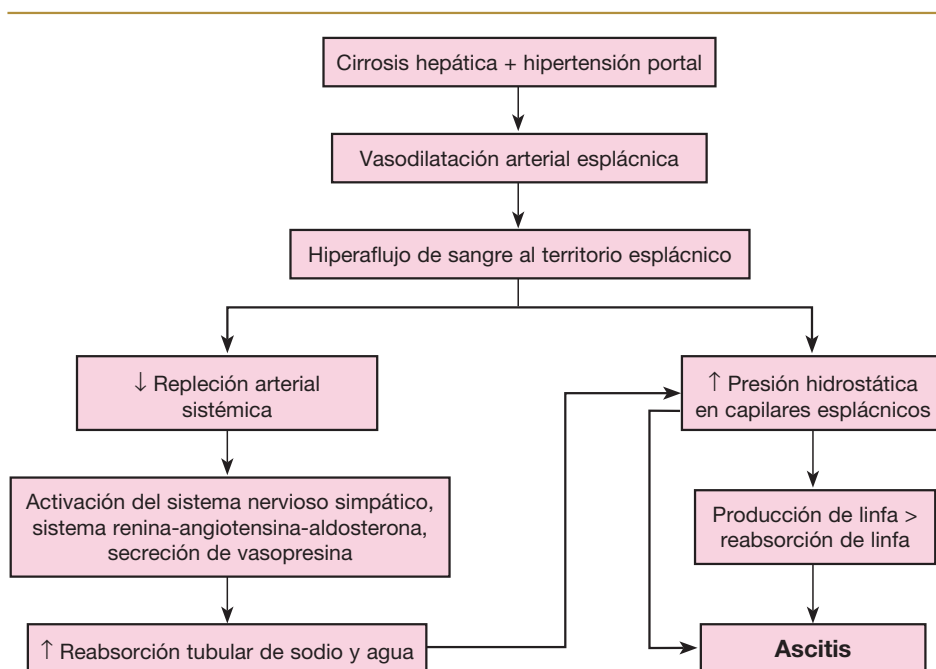 Cirrosis hepática + hipertensión portal
Vasodilatación arterial esplácnica
Hiperaflujo de sangre al territorio esplácnico
↓ Repleción arterial
sistémica
↑ Presión hidrostática
en capilares esplácnicos
Activación del sistema nervioso simpático,
sistema renina-angiotensina-aldosterona,
secreción de vasopresina
Producción de linfa >
reabsorción de linfa
↑ Reabsorción tubular de sodio y agua
Ascitis